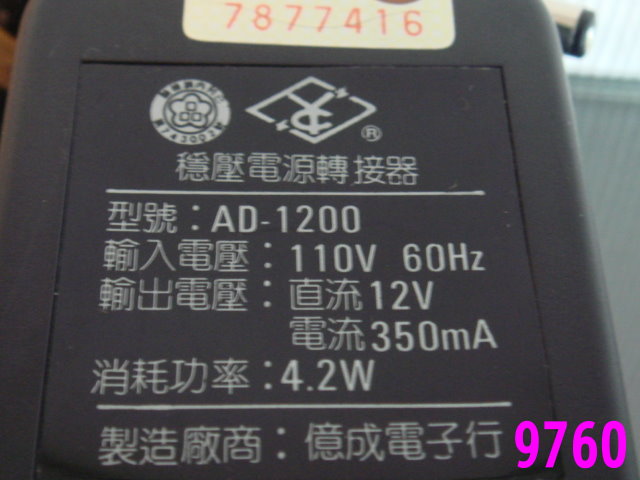 7877416
穩壓電源轉接器
型號：AD-1200
輸入電壓：110V 60Hz
輸出電壓：直流12V
電流350mA
消耗功率：4.2W
製造廠商：億成電子行
9760